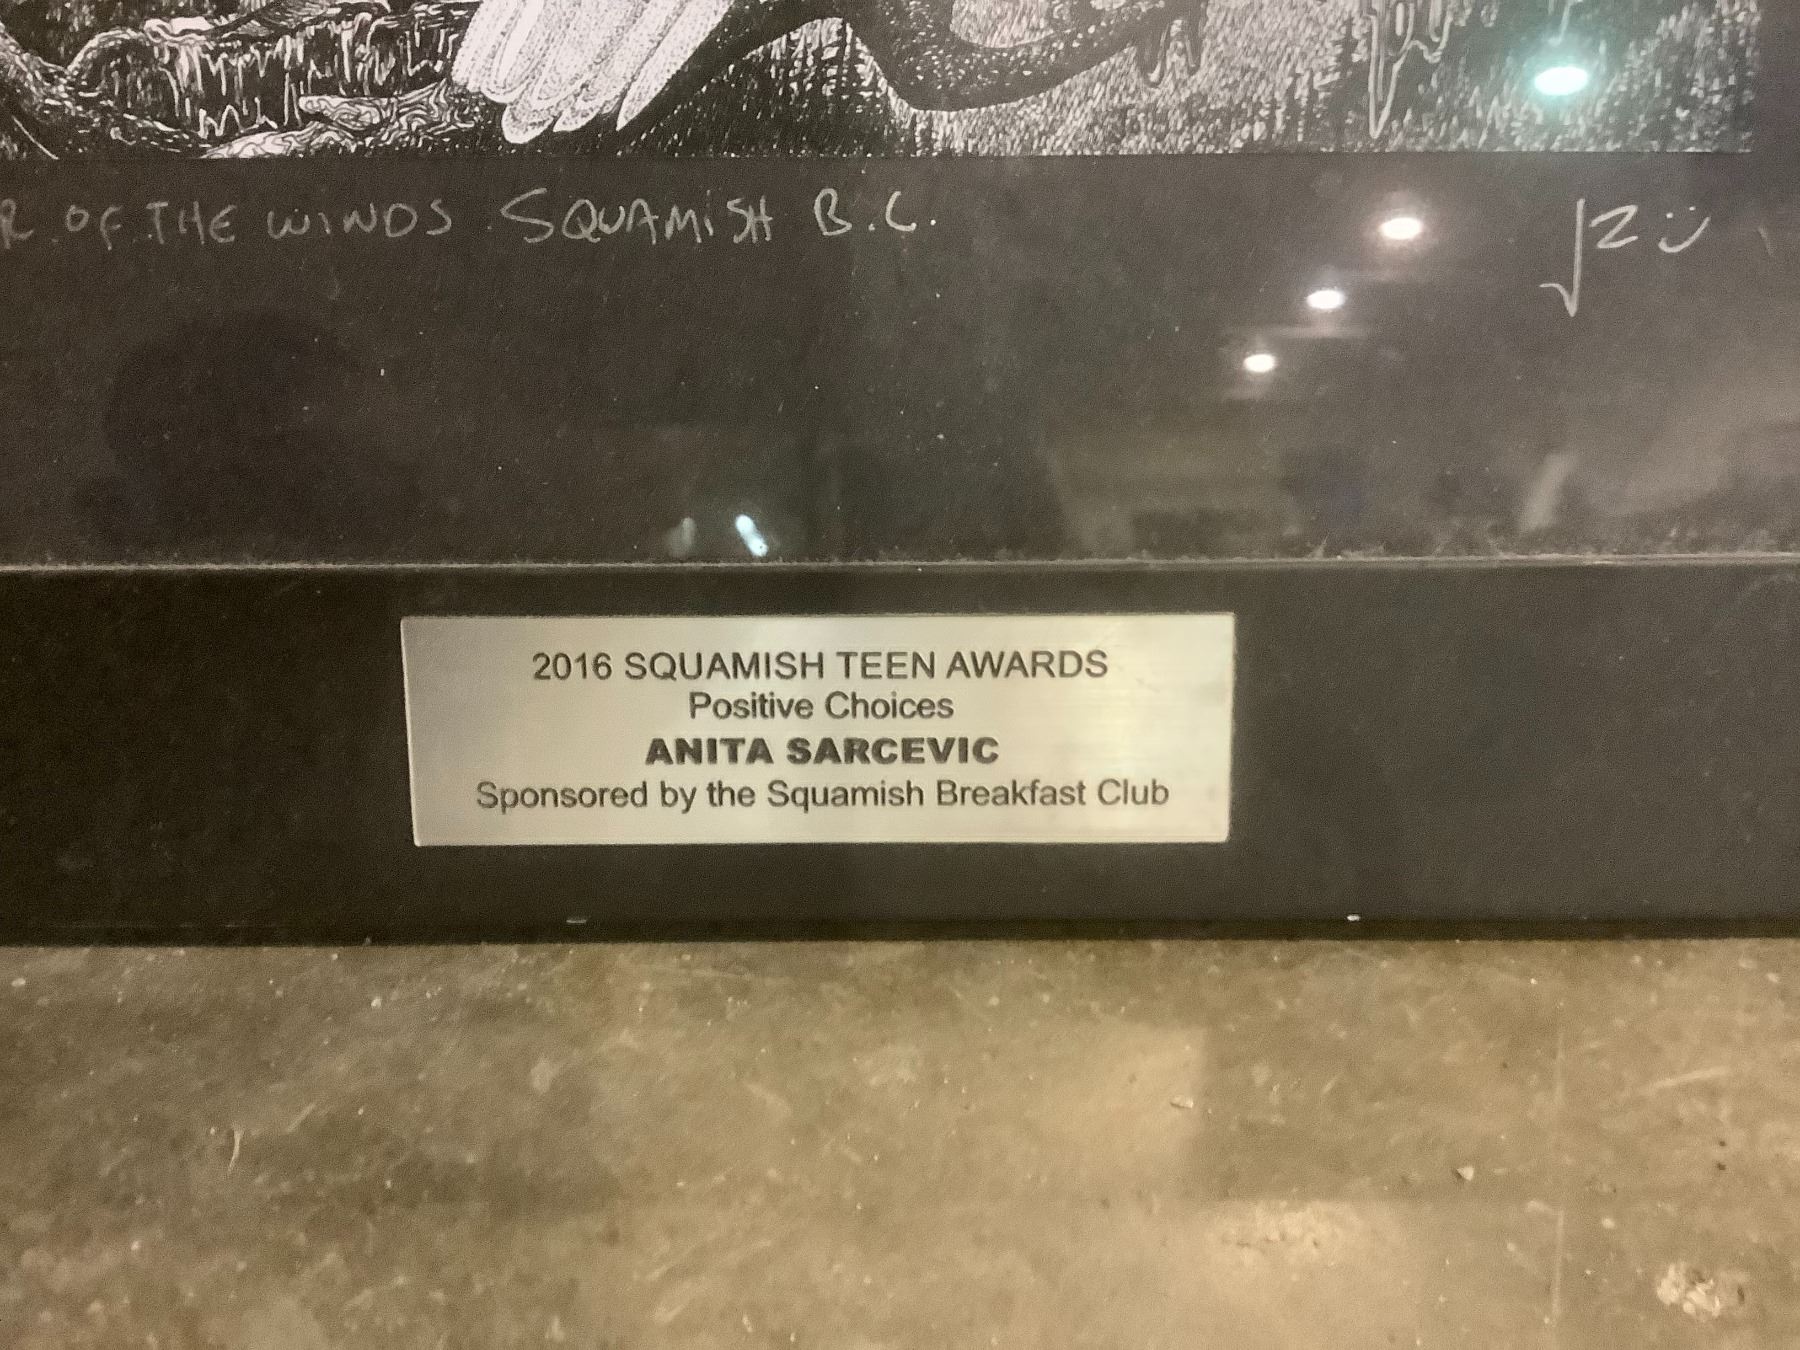 OF THE WINDS SQUAMISH B.C.
2016 SQUAMISH TEEN AWARDS
Positive Choices
ANITA SARCEVIC
Sponsored by the Squamish Breakfast Club